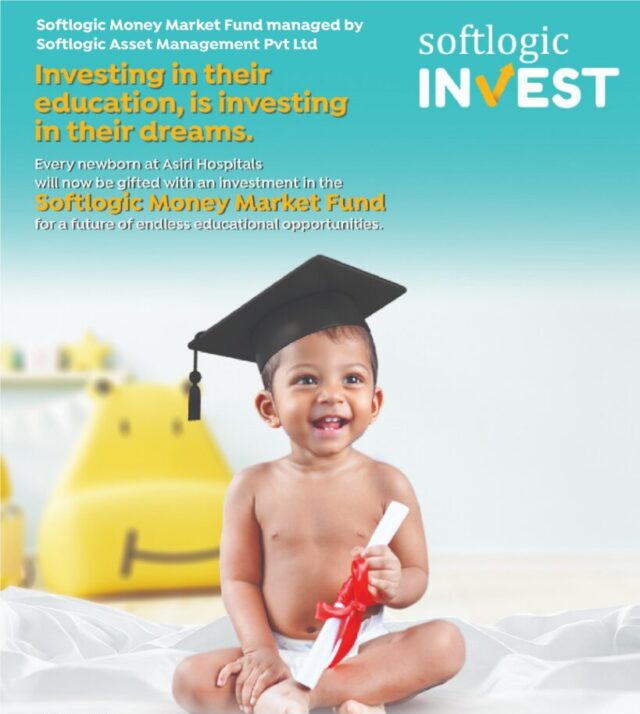 Softlogic Money Market Fund managed by
Softlogic Asset Management Pvt Ltd
softlogic
INVEST
Investing in their
education, is investing
in their dreams.
Every newborn at Asiri Hospitals
will now be gifted with an investment in the
Softlogic Money Market Fund
for a future of endless educational opportunities.